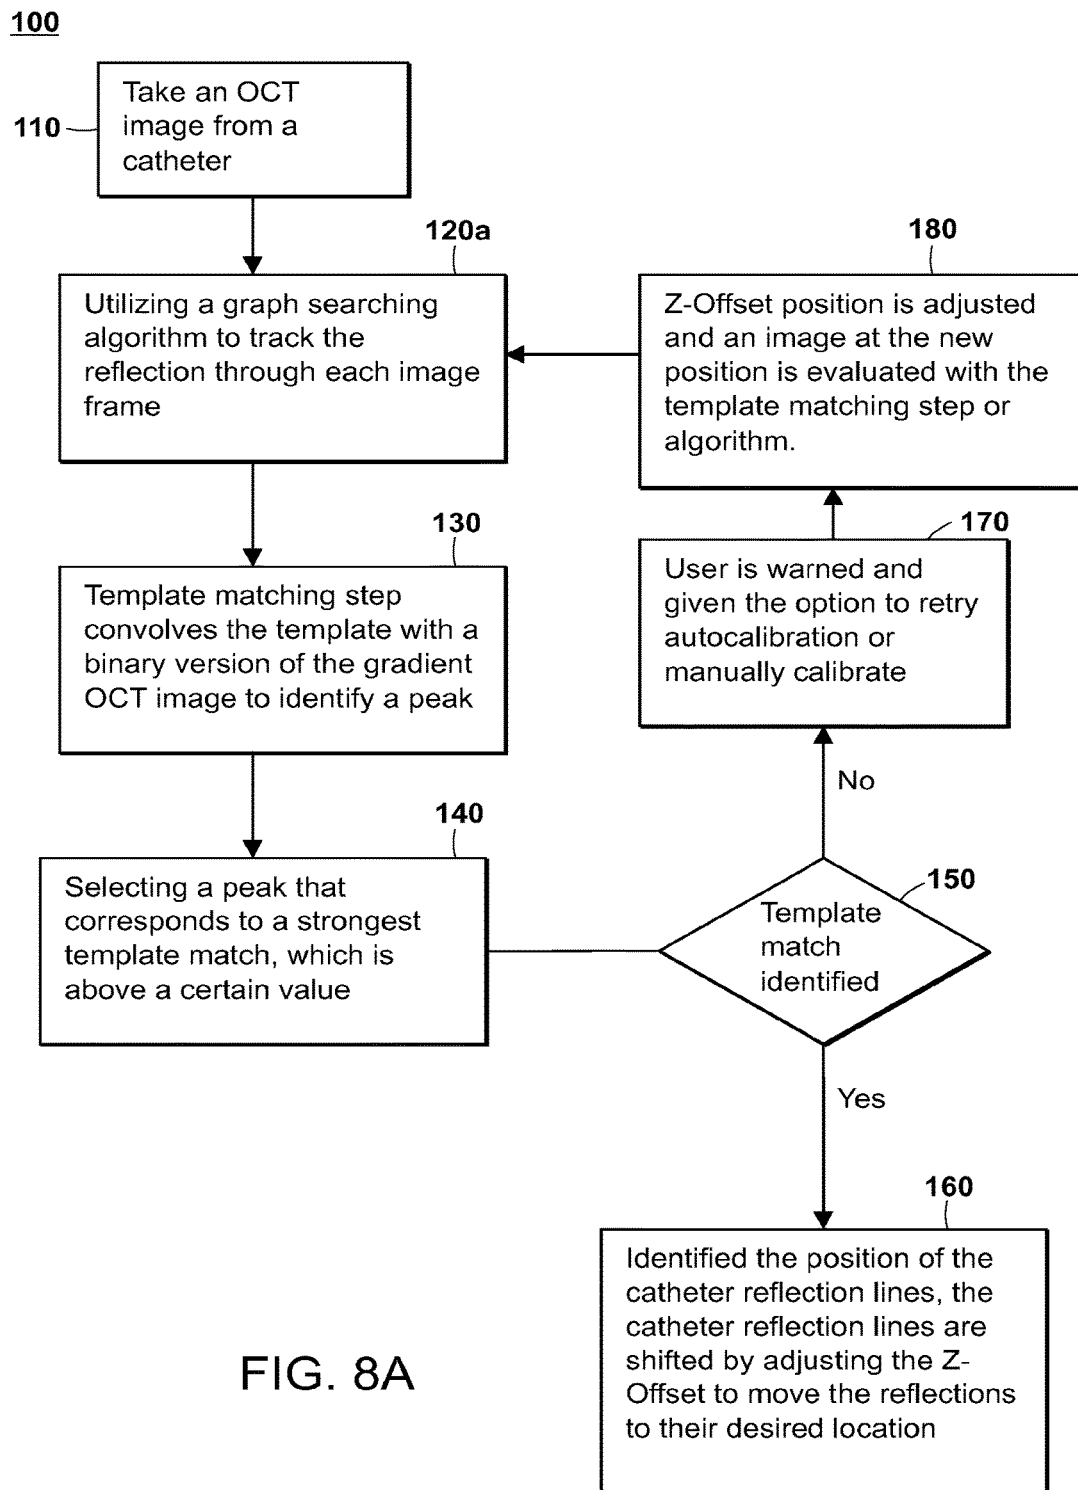 100
110
Take an OCT
image from a
catheter
120a
Utilizing a graph searching
algorithm to track the
reflection through each image
frame
180
Z-Offset position is adjusted
and an image at the new
position is evaluated with the
template matching step or
algorithm.
130
Template matching step
convolves the template with a
binary version of the gradient
OCT image to identify a peak
170
User is warned and
given the option to retry
autocalibration or
manually calibrate
No
140
Selecting a peak that
corresponds to a strongest
template match, which is
above a certain value
150
Template
match
identified
Yes
160
Identified the position of the
catheter reflection lines, the
catheter reflection lines are
shifted by adjusting the Z-
Offset to move the reflections
to their desired location
FIG. 8A